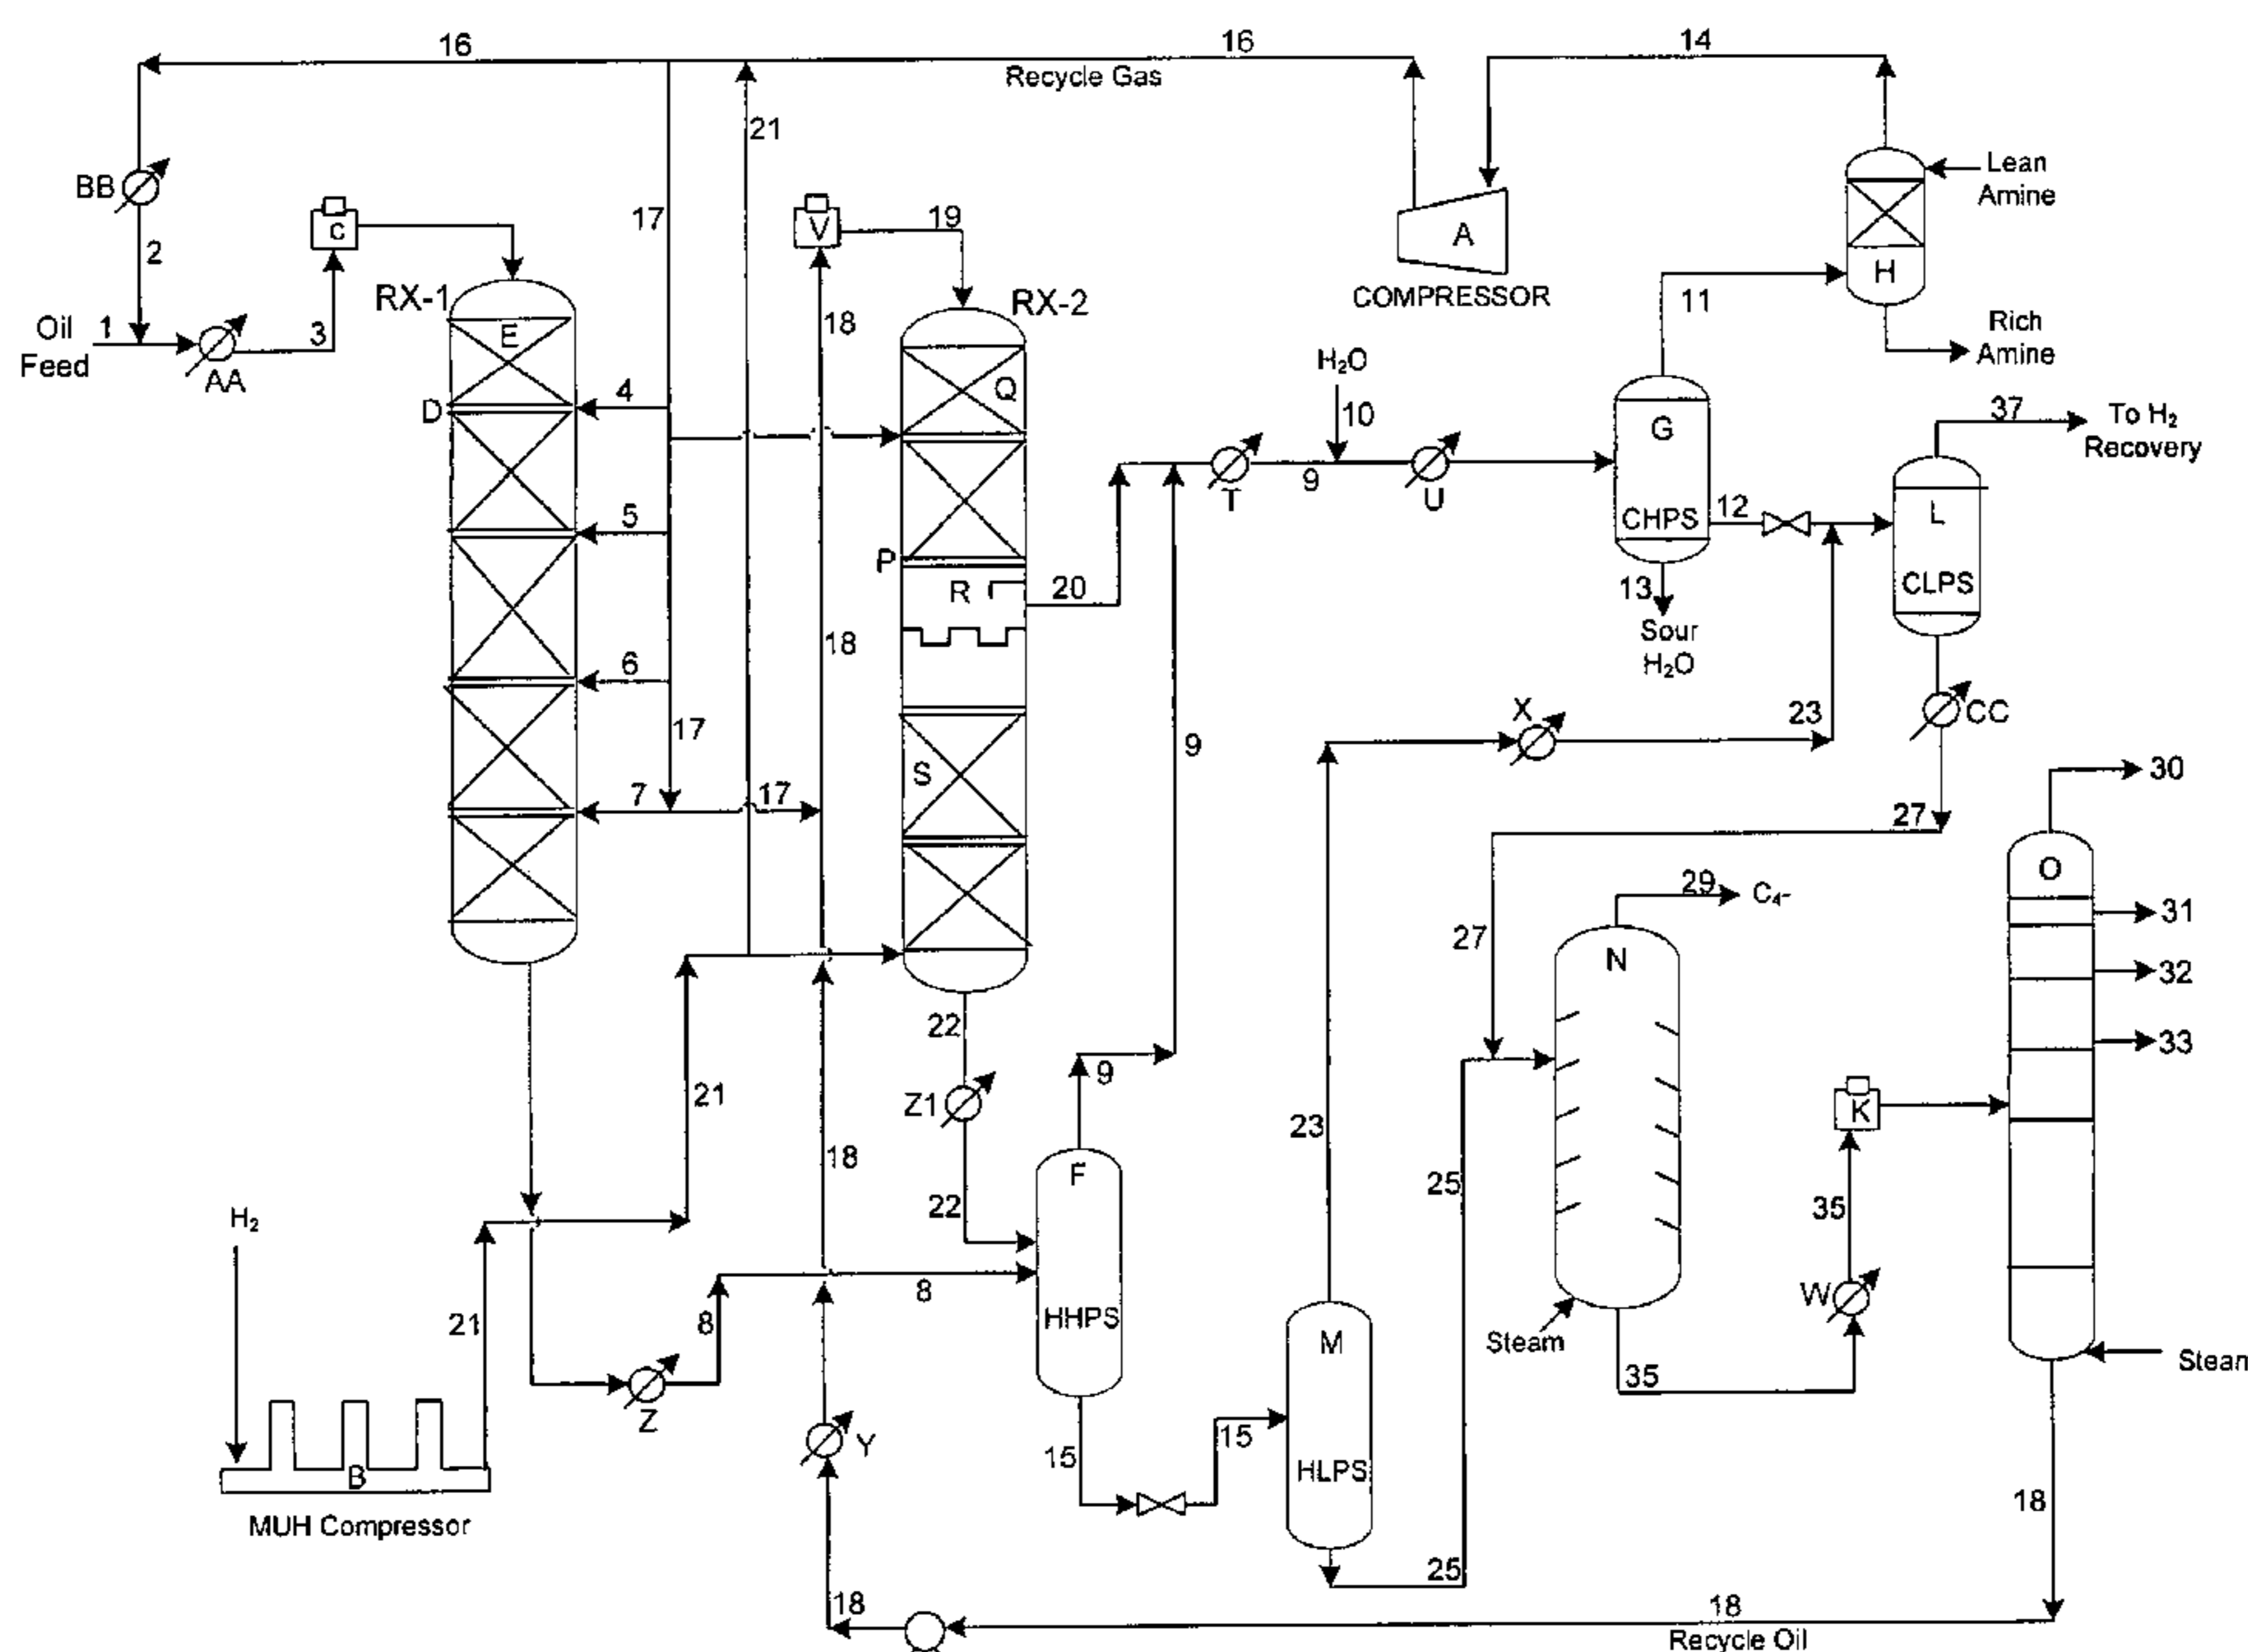 16
16
14
Recycle Gas
21
BB
17
c
V
19
A
Lean
Amine
2
H
COMPRESSOR
RX-1
RX-2
11
Oil
Feed
1
3
AA
E
18
Rich
Amine
H₂O
10
D
4
Q
G
37
To H₂
Recovery
5
T
9
U
CHPS
12
L
P
R
20
13
CLPS
Sour
H₂O
6
18
X
23
CC
17
9
7
17
S
30
27
O
29
C₄-
31
27
N
32
22
33
9
Z1
21
K
18
23
F
25
35
22
H₂
8
HHPS
W
21
8
M
Steam
Steam
Z
35
Y
15
15
HLPS
B
18
MUH Compressor
25
18
18
Recycle Oil